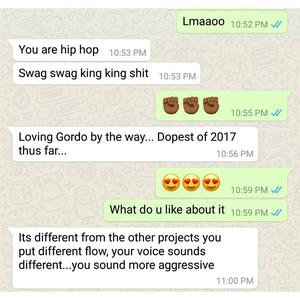 Lmaaoo 10:52 PM
You are hip hop 10:53 PM
Swag swag king king shit 10:53 PM
✊🏾✊🏾✊🏾 10:55 PM
Loving Gordo by the way... Dopest of 2017
thus far... 10:56 PM
😍😍😍 10:59 PM
What do u like about it 10:59 PM
Its different from the other projects you
put different flow, your voice sounds
different...you sound more aggressive
11:00 PM